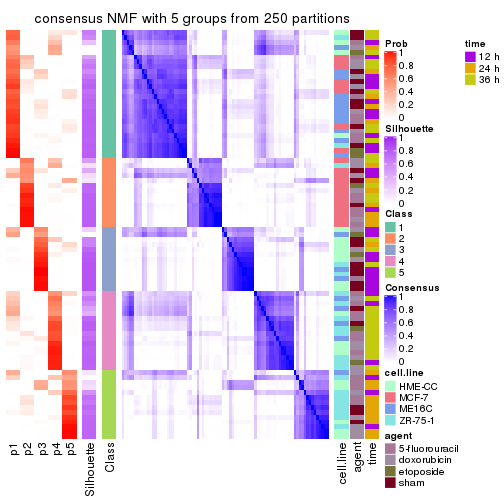 consensus NMF with 5 groups from 250 partitions
p1
p2
p3
p4
p5
Silhouette
Class
cell.line
agent
time
Prob
1
0.8
0.6
0.4
0.2
0
Silhouette
1
0.8
0.6
0.4
0.2
0
Class
1
2
3
4
5
Consensus
1
0.8
0.6
0.4
0.2
0
cell.line
HME-CC
MCF-7
ME16C
ZR-75-1
agent
5-fluorouracil
doxorubicin
etoposide
sham
time
12 h
24 h
36 h